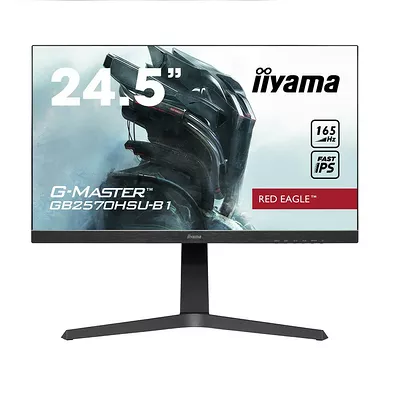 24.5”
iiyama
165
Hz
FAST
IPS
G-MASTER™
GB2570HSU-B1
RED EAGLE™
iiyama